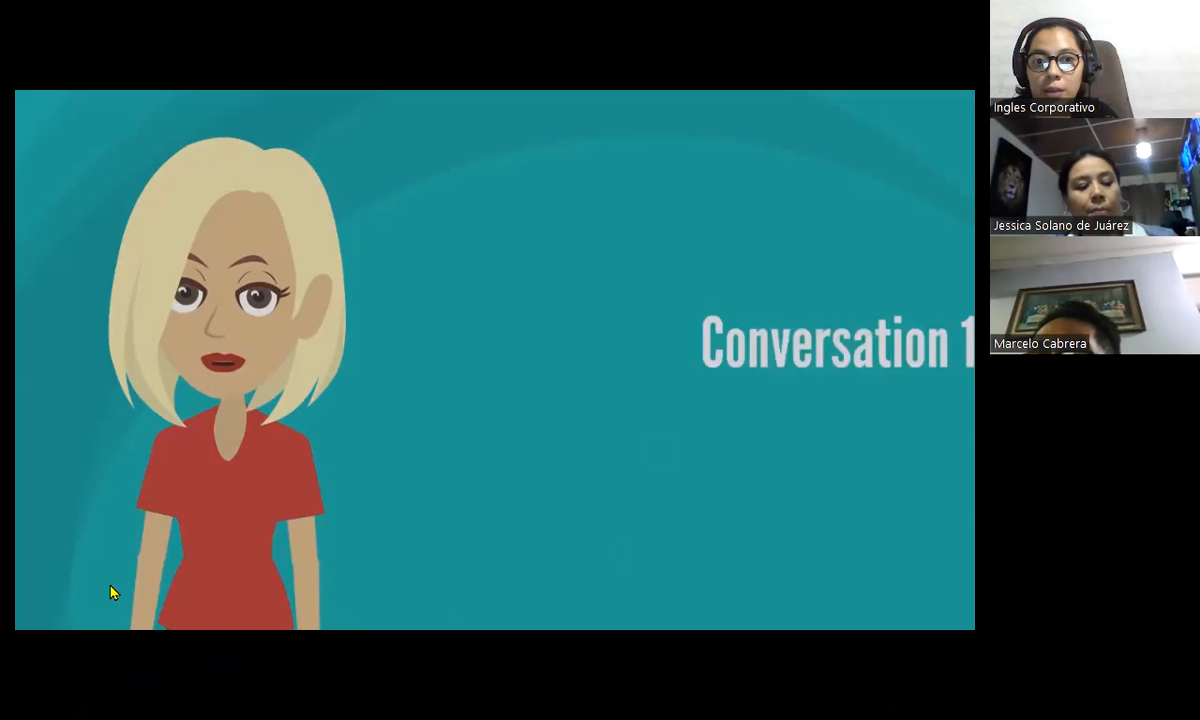 Conversation 1
Ingles Corporativo
Jessica Solano de Juárez
Marcelo Cabrera